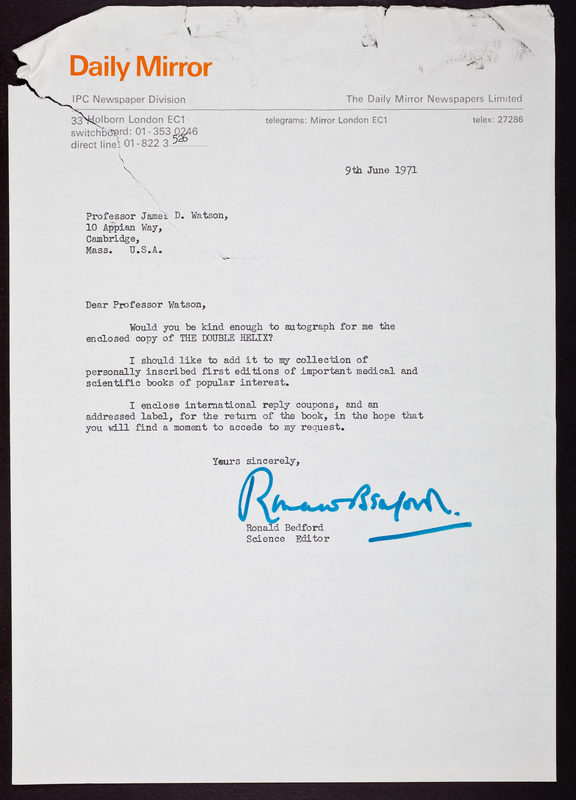 Daily Mirror
IPC Newspaper Division
The Daily Mirror Newspapers Limited
33 Holborn London EC1
telegrams: Mirror London EC1
telex: 27286
switchboard: 01-353 0246
direct line: 01-822 3 526
9th June 1971
Professor James D. Watson,
10 Appian Way,
Cambridge,
Mass. U.S.A.
Dear Professor Watson,
Would you be kind enough to autograph for me the
enclosed copy of THE DOUBLE HELIX?
I should like to add it to my collection of
personally inscribed first editions of important medical and
scientific books of popular interest.
I enclose international reply coupons, and an
addressed label, for the return of the book, in the hope that
you will find a moment to accede to my request.
Yours sincerely,
Ronald Bedford.
Ronald Bedford
Science Editor